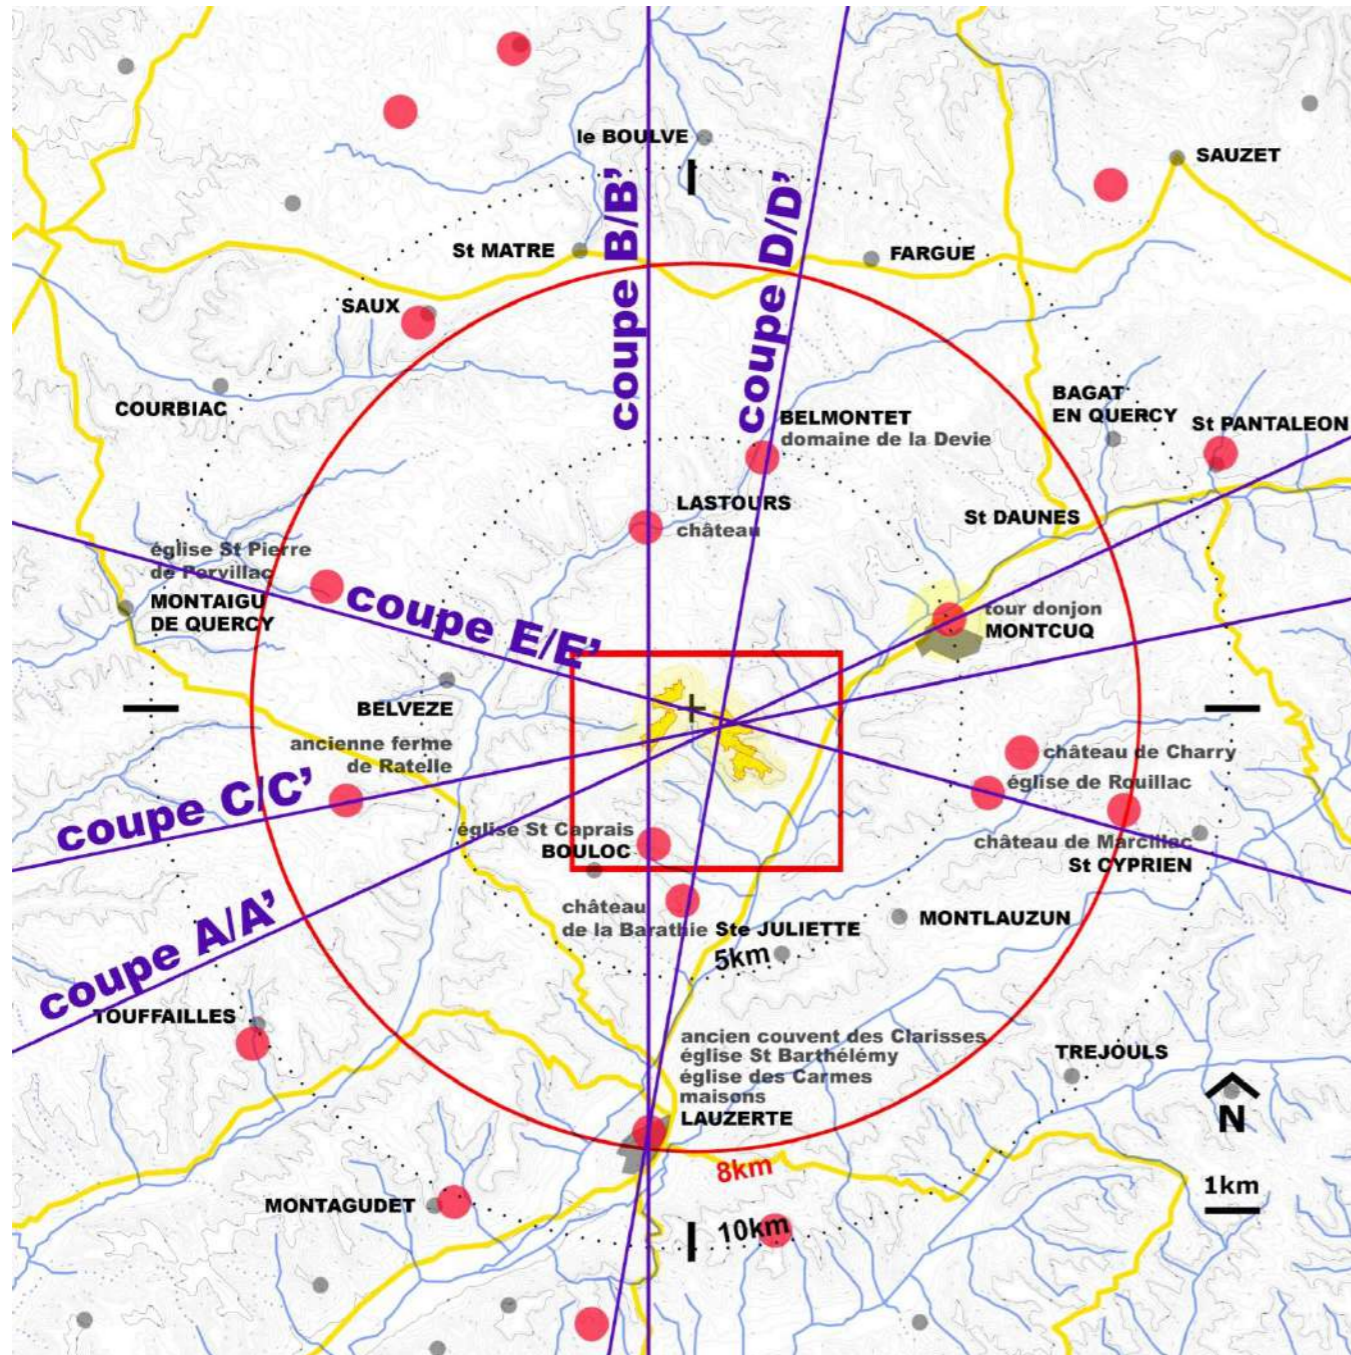 le BOULVE
SAUZET
St MATRE
coupe B/B'
coupe D/D'
FARGUE
SAUX
COURBIAC
BELMONTET
domaine de la Devie
BAGAT
EN QUERCY
St PANTALEON
LASTOURS
château
St DAUNES
église St Pierre
de Pervillac
MONTAIGU
DE QUERCY
coupe E/E'
tour donjon
MONTCUQ
BELVEZE
ancienne ferme
de Ratelle
château de Charry
église de Rouillac
château de Marcillac
St CYPRIEN
coupe C/C'
église St Caprais
BOULOC
château
de la Barathie
Ste JULIETTE
5km
MONTLAUZUN
coupe A/A'
TOUFFAILLES
ancien couvent des Clarisses
église St Barthélémy
église des Carmes
maisons
LAUZERTE
TREJOULS
N
8km
1km
MONTAGUDET
10km